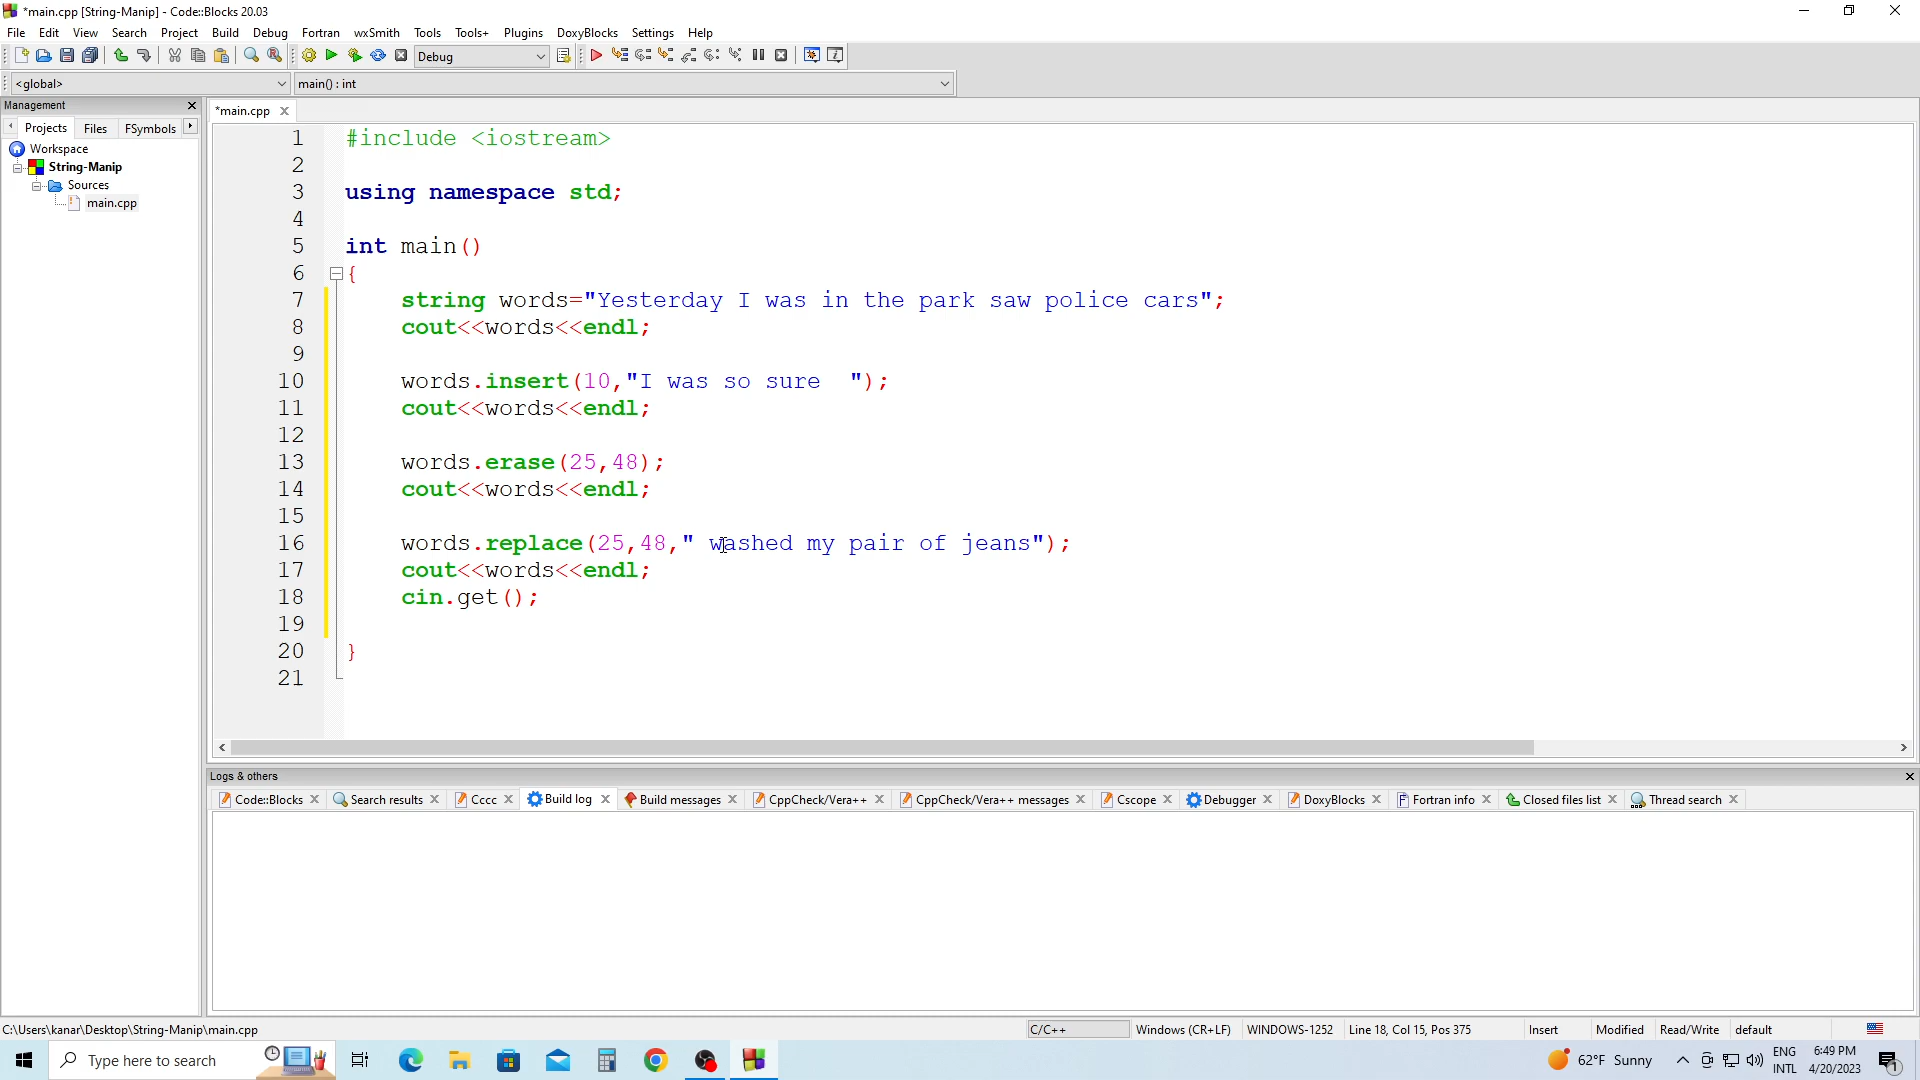 *main.cpp [String-Manip] - Code::Blocks 20.03
File Edit View Search Project Build Debug Fortran wxSmith Tools Tools+ Plugins DoxyBlocks Settings Help
Debug
<global> main() : int
Management
*main.cpp
Projects Files FSymbols
Workspace
String-Manip
Sources
main.cpp
1 #include <iostream>
2
3 using namespace std;
4
5 int main()
6 {
7 string words="Yesterday I was in the park saw police cars";
8 cout<<words<<endl;
9
10 words.insert(10,"I was so sure  ");
11 cout<<words<<endl;
12
13 words.erase(25,48);
14 cout<<words<<endl;
15
16 words.replace(25,48," washed my pair of jeans");
17 cout<<words<<endl;
18 cin.get();
19
20 }
21
Logs & others
Code::Blocks Search results Cccc Build log Build messages CppCheck/Vera++ CppCheck/Vera++ messages Cscope Debugger DoxyBlocks Fortran info Closed files list Thread search
C:\Users\kanar\Desktop\String-Manip\main.cpp C/C++ Windows (CR+LF) WINDOWS-1252 Line 18, Col 15, Pos 375 Insert Modified Read/Write default
Type here to search 62°F Sunny ENG INTL 6:49 PM 4/20/2023 1